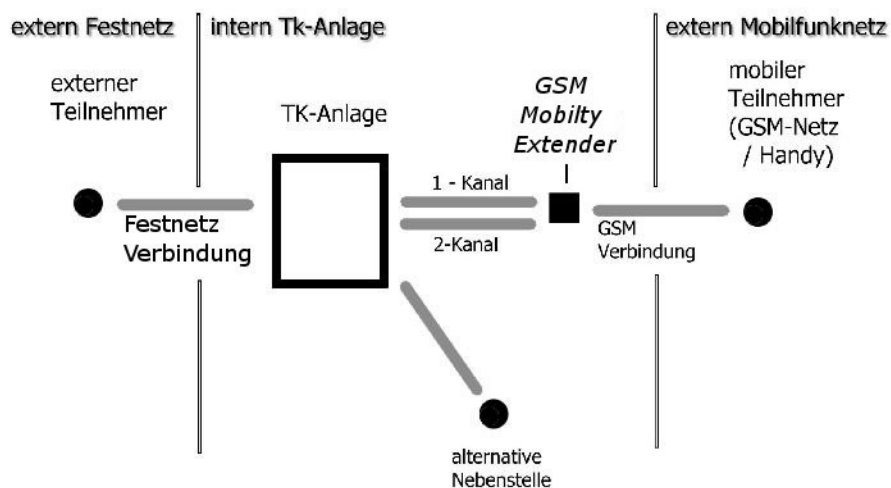 extern Festnetz
intern Tk-Anlage
extern Mobilfunknetz
externer
Teilnehmer
TK-Anlage
GSM
Mobilty
Extender
mobiler
Teilnehmer
(GSM-Netz
/ Handy)
Festnetz
Verbindung
1 - Kanal
2-Kanal
GSM
Verbindung
alternative
Nebenstelle